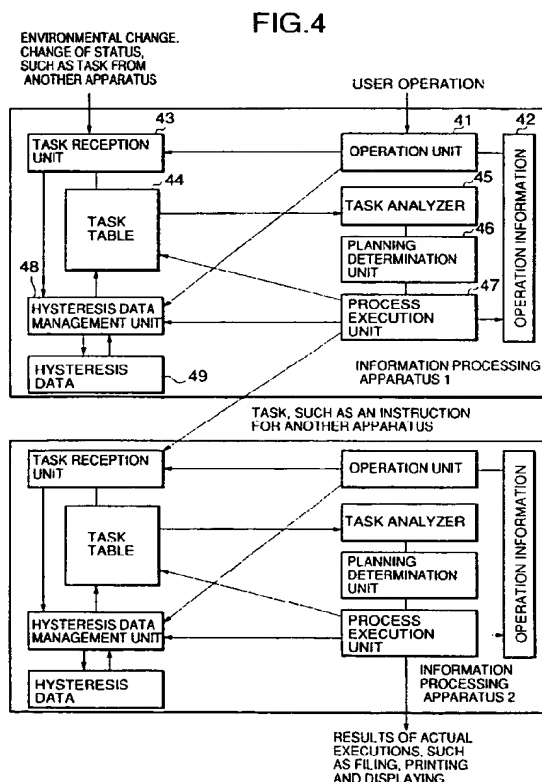 FIG.4
ENVIRONMENTAL CHANGE.
CHANGE OF STATUS,
SUCH AS TASK FROM
ANOTHER APPARATUS
USER OPERATION
43
41
42
TASK RECEPTION
UNIT
OPERATION UNIT
44
45
TASK
TABLE
TASK ANALYZER
46
PLANNING
DETERMINATION
UNIT
48
47
HYSTERESIS DATA
MANAGEMENT UNIT
PROCESS
EXECUTION
UNIT
OPERATION INFORMATION
HYSTERESIS
DATA
49
INFORMATION PROCESSING
APPARATUS 1
TASK, SUCH AS AN INSTRUCTION
FOR ANOTHER APPARATUS
TASK RECEPTION
UNIT
OPERATION UNIT
TASK
TABLE
TASK ANALYZER
PLANNING
DETERMINATION
UNIT
HYSTERESIS DATA
MANAGEMENT UNIT
PROCESS
EXECUTION
UNIT
OPERATION INFORMATION
HYSTERESIS
DATA
INFORMATION
PROCESSING
APPARATUS 2
RESULTS OF ACTUAL
EXECUTIONS, SUCH
AS FILING, PRINTING
AND DISPLAYING